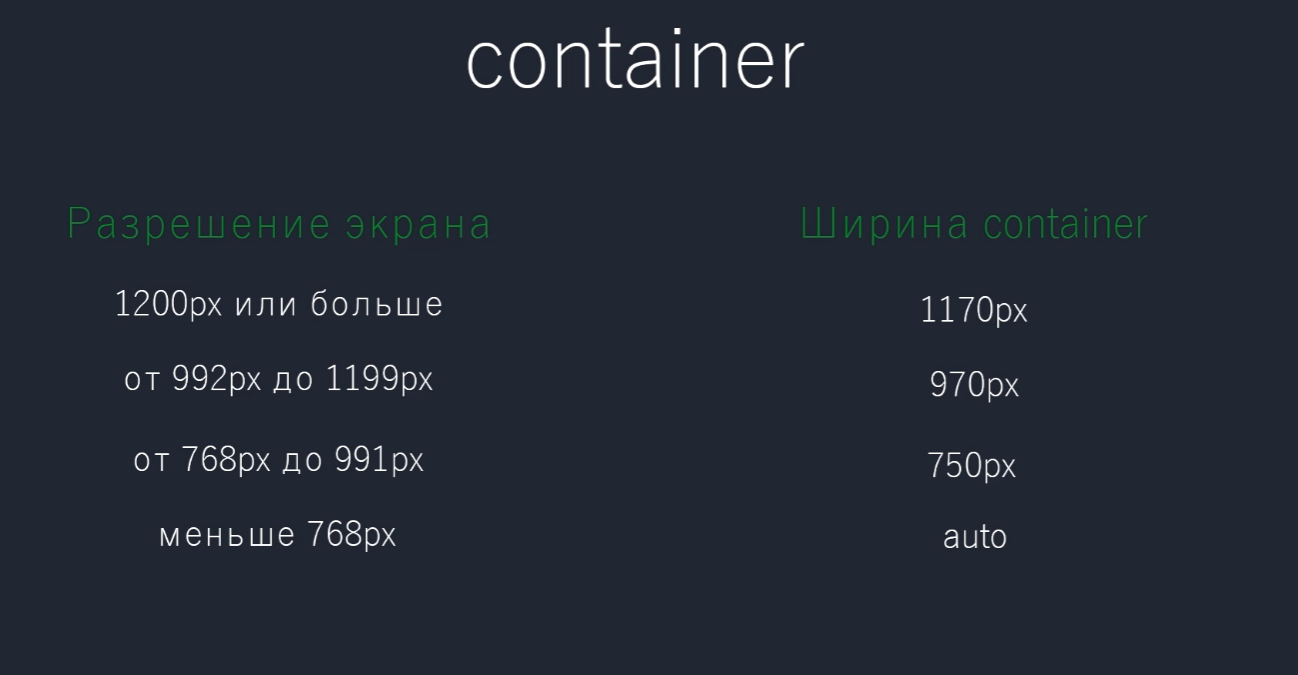 container
Разрешение экрана Ширина container
1200px или больше 1170px
от 992px до 1199px 970px
от 768px до 991px 750px
меньше 768px auto